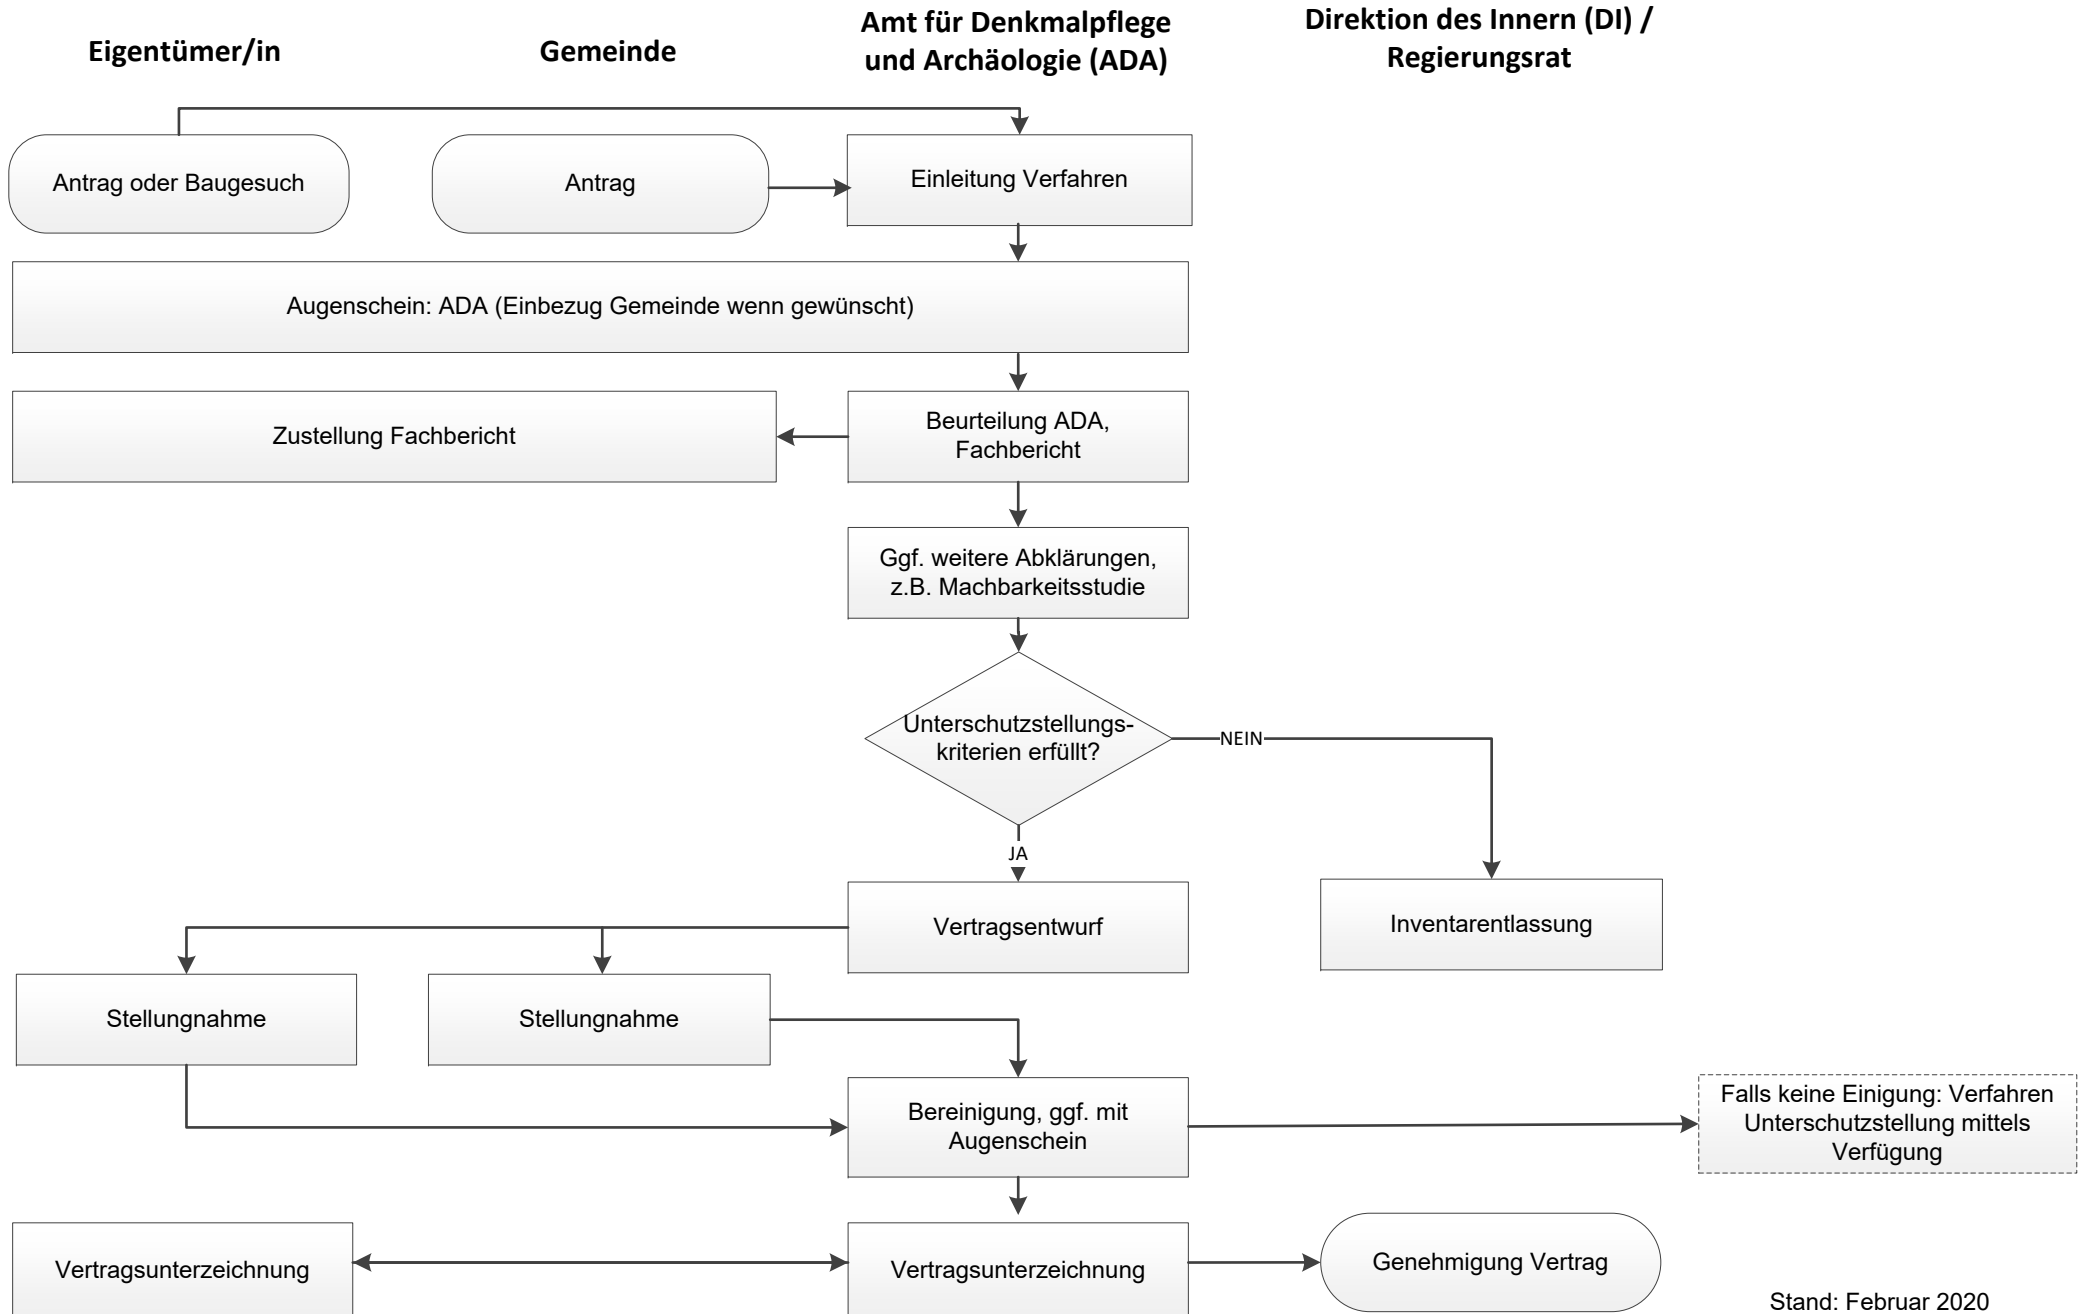 Eigentümer/in
Gemeinde
Amt für Denkmalpflege
und Archäologie (ADA)
Direktion des Innern (DI) /
Regierungsrat
Antrag oder Baugesuch
Antrag
Einleitung Verfahren
Augenschein: ADA (Einbezug Gemeinde wenn gewünscht)
Zustellung Fachbericht
Beurteilung ADA,
Fachbericht
Ggf. weitere Abklärungen,
z.B. Machbarkeitsstudie
Unterschutzstellungs-
kriterien erfüllt?
NEIN
JA
Vertragsentwurf
Inventarentlassung
Stellungnahme
Stellungnahme
Bereinigung, ggf. mit
Augenschein
Falls keine Einigung: Verfahren
Unterschutzstellung mittels
Verfügung
Vertragsunterzeichnung
Vertragsunterzeichnung
Genehmigung Vertrag
Stand: Februar 2020